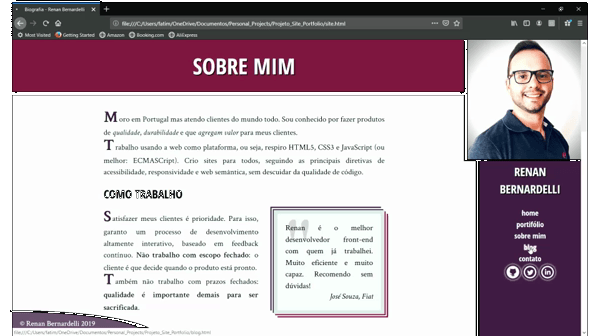 Biografia - Renan Bernardelli
file:///C:/Users/fatim/OneDrive/Documentos/Personal_Projects/Projeto_Site_Portfolio/site.html
Most Visited Getting Started Amazon Booking.com AliExpress
SOBRE MIM
Moro em Portugal mas atendo clientes do mundo todo. Sou conhecido por fazer produtos
de qualidade, durabilidade e que agregam valor para meus clientes.
Trabalho usando a web como plataforma, ou seja, respiro HTML5, CSS3 e JavaScript (ou
melhor: ECMASCript). Crio sites para todos, seguindo as principais diretivas de
acessibilidade, responsividade e web semântica, sem descuidar da qualidade de código.
COMO TRABALHO
Satisfazer meus clientes é prioridade. Para isso,
garanto um processo de desenvolvimento
altamente interativo, baseado em feedback
contínuo. Não trabalho com escopo fechado: o
cliente é que decide quando o produto está pronto.
Também não trabalho com prazos fechados:
qualidade é importante demais para ser
sacrificada.
Renan é o melhor
desenvolvedor front-end
com quem já trabalhei.
Muito eficiente e muito
capaz. Recomendo sem
dúvidas!
José Souza, Fiat
RENAN
BERNARDELLI
home
portifólio
sobre mim
blog
contato
© Renan Bernardelli 2019
file:///C:/Users/fatim/OneDrive/Documentos/Personal_Projects/Projeto_Site_Portfolio/blog.html